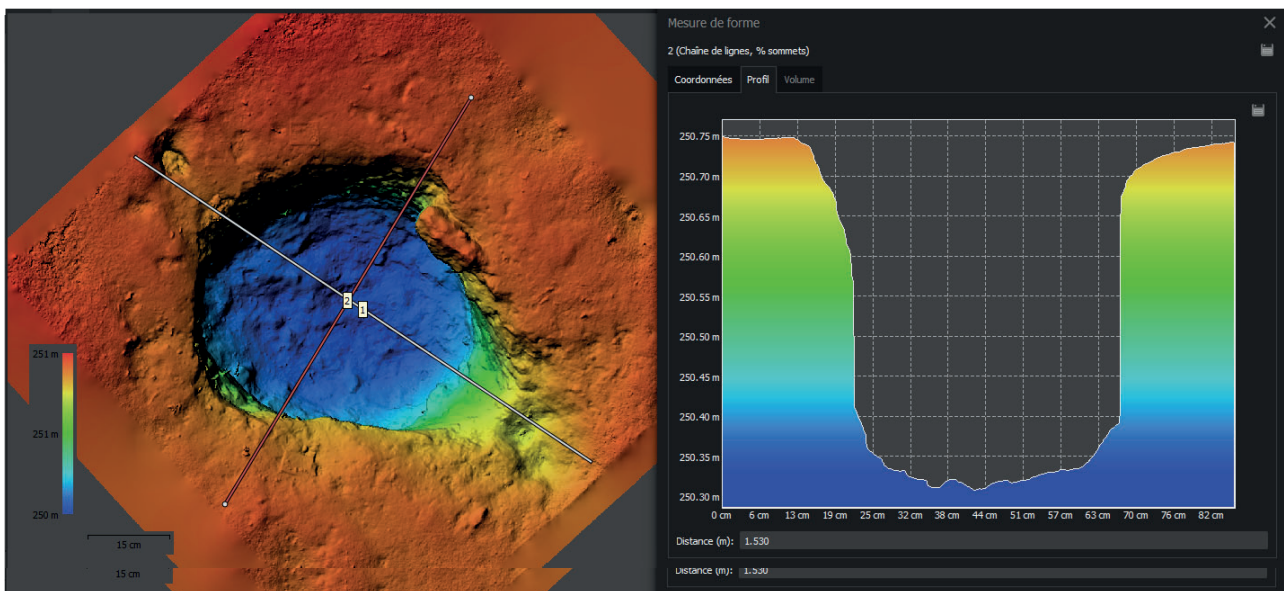 2
1
251 m
251 m
250 m
15 cm
15 cm
Mesure de forme
2 (Chaîne de lignes, % sommets)
Coordonnées Profil Volume
250.75 m
250.70 m
250.65 m
250.60 m
250.55 m
250.50 m
250.45 m
250.40 m
250.35 m
250.30 m
0 cm 6 cm 13 cm 19 cm 25 cm 32 cm 38 cm 44 cm 51 cm 57 cm 63 cm 70 cm 76 cm 82 cm
Distance (m): 1.530
Distance (m): 1.530